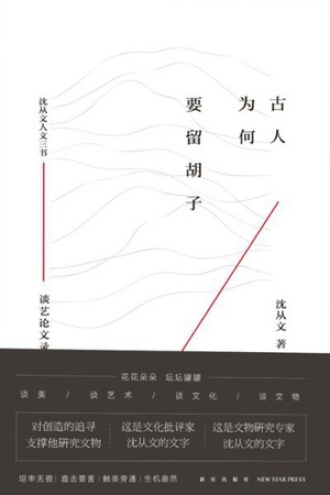 古人
为何
要留胡子
沈从文人文三书
谈艺论文录
沈从文 著
花花朵� 坛坛罐罐
谈美 / 谈艺术 / 谈文化 / 谈文物
对创造的追寻
支撑他研究文物
这是文化批评家
沈从文的文字
这是文物研究专家
沈从文的文字
坦率无畏|直击要害|触类旁通|生机盎然
新星出版社 NEW STAR PRESS